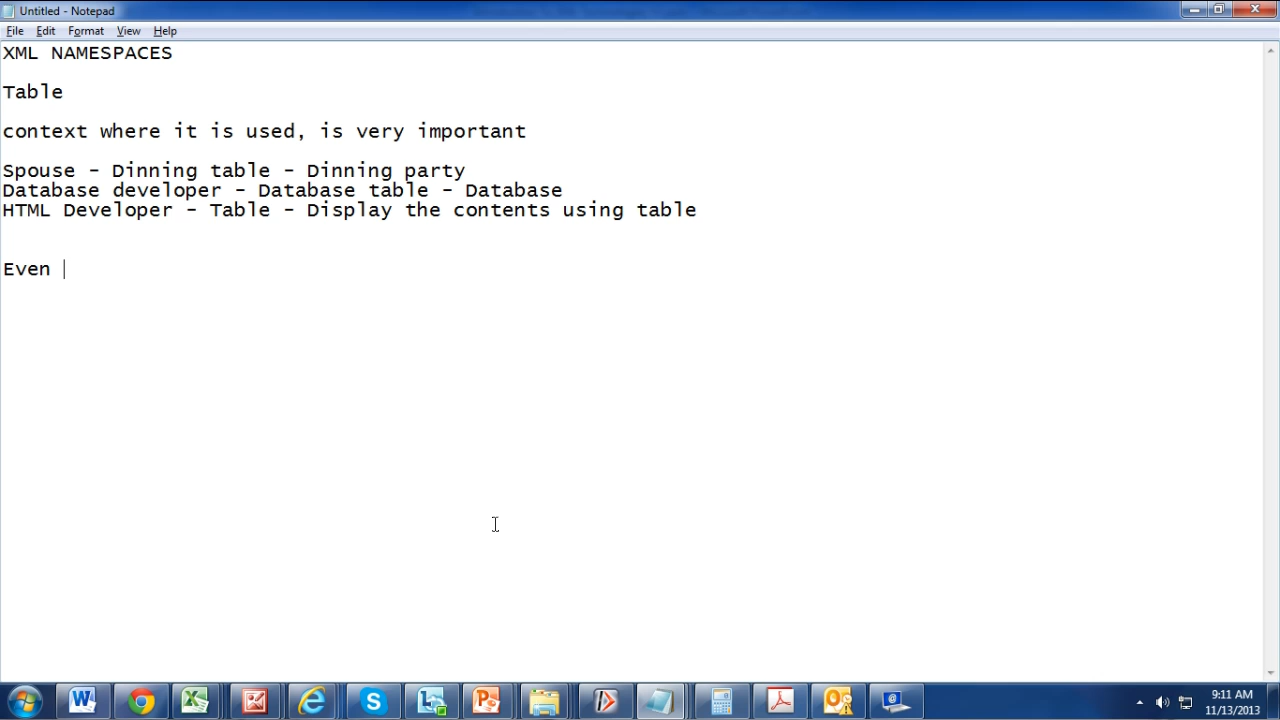 Untitled - Notepad
File Edit Format View Help
XML NAMESPACES
Table
context where it is used, is very important
Spouse - Dinning table - Dinning party
Database developer - Database table - Database
HTML Developer - Table - Display the contents using table
Even
9:11 AM
11/13/2013